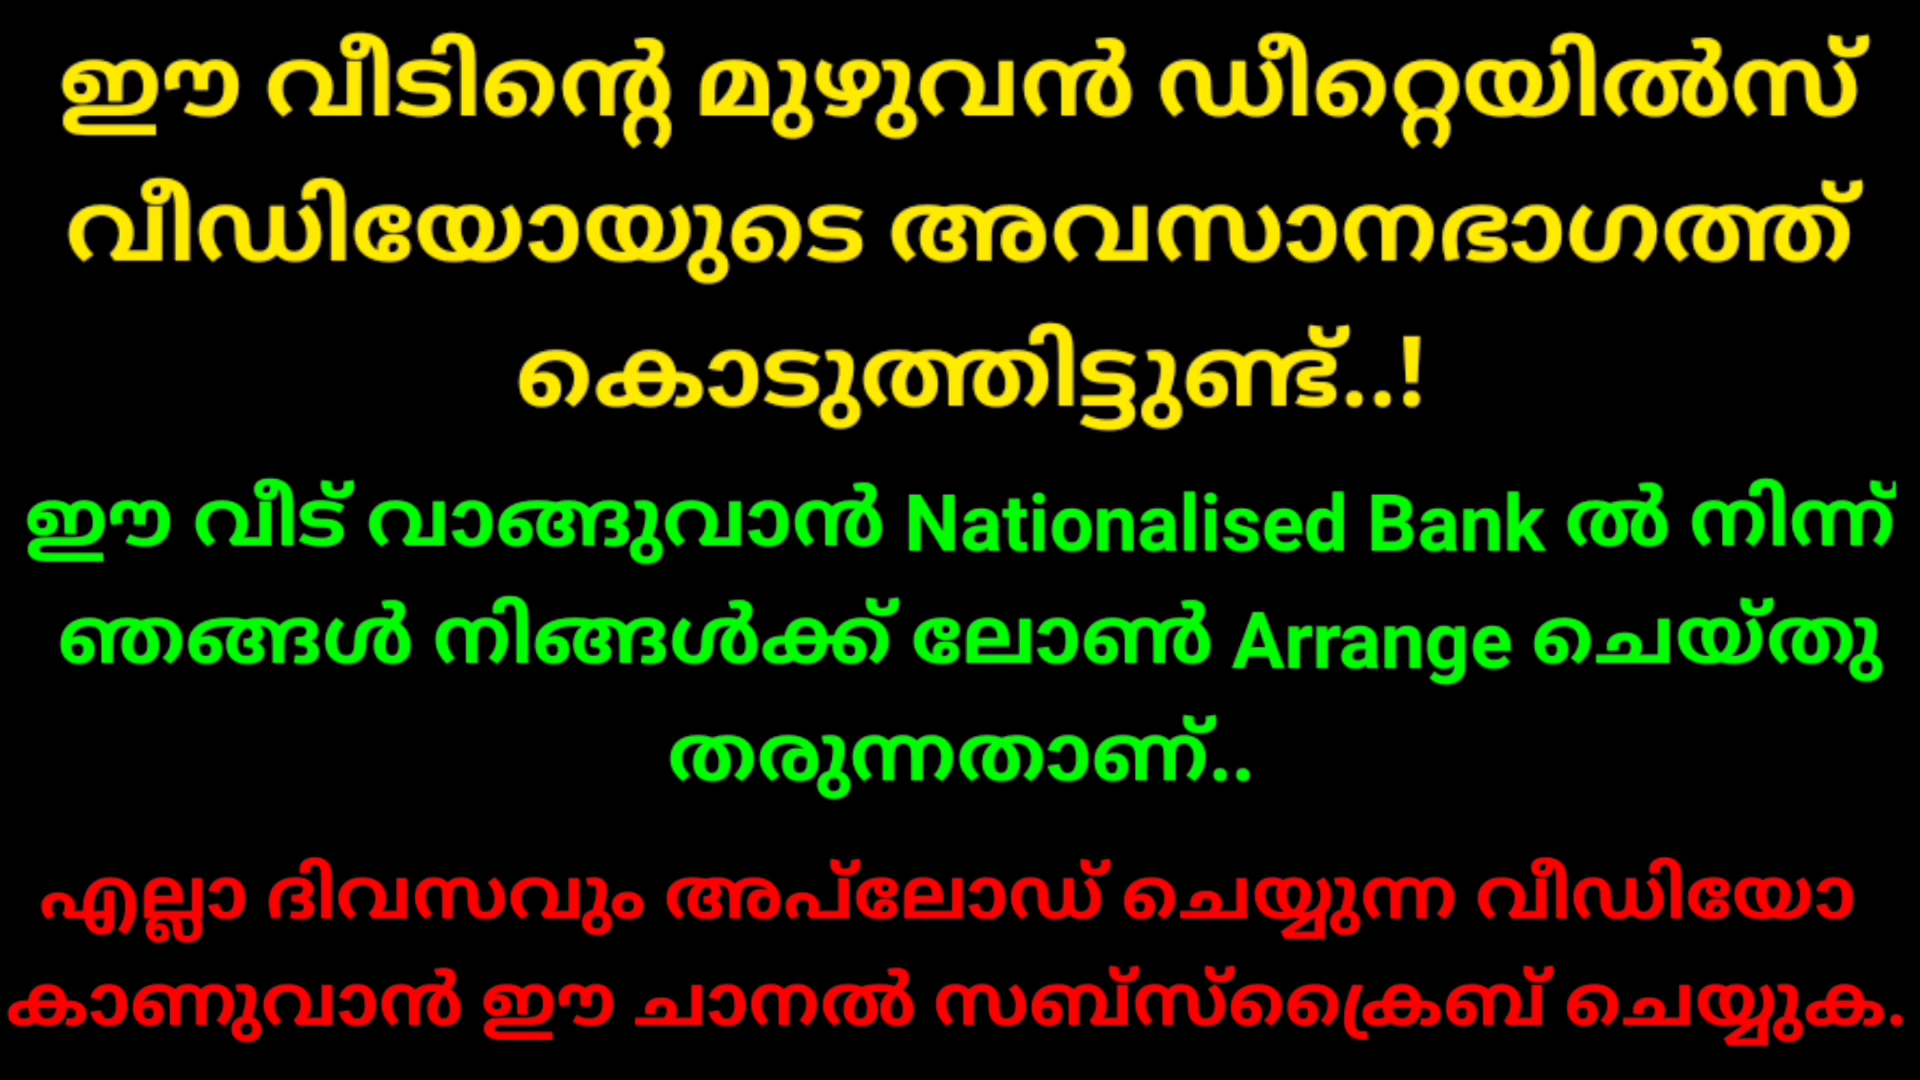 ഈ വീടിന്റെ മുഴുവൻ ഡീറ്റെയിൽസ്
വീഡിയോയുടെ അവസാനഭാഗത്ത്
കൊടുത്തിട്ടുണ്ട്..!
ഈ വീട് വാങ്ങുവാൻ Nationalised Bank ൽ നിന്ന്
ഞങ്ങൾ നിങ്ങൾക്ക് ലോൺ Arrange ചെയ്തു
തരുന്നതാണ്..
എല്ലാ ദിവസവും അപ്ലോഡ് ചെയ്യുന്ന വീഡിയോ
കാണുവാൻ ഈ ചാനൽ സബ്സ്ക്രൈബ് ചെയ്യുക.